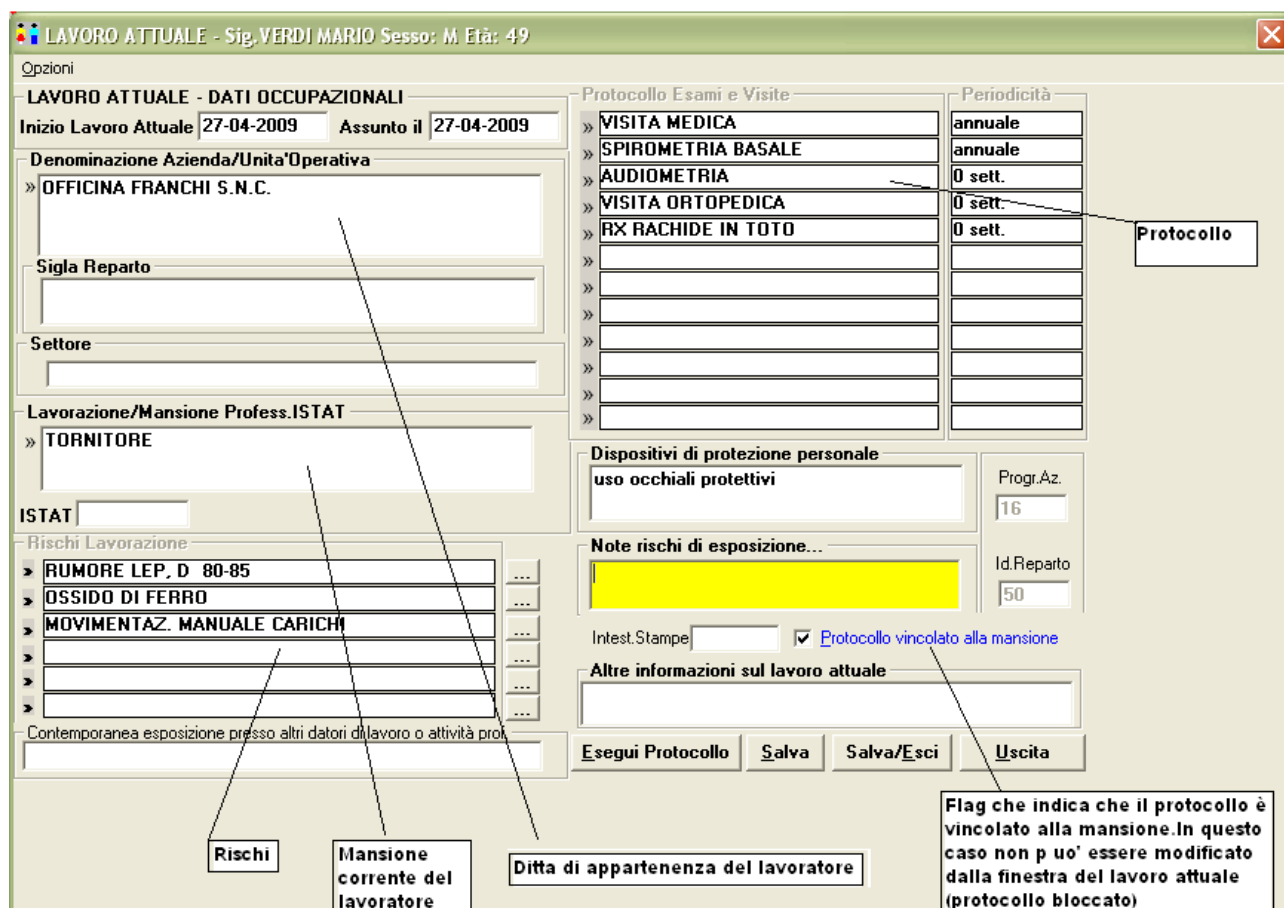 LAVORO ATTUALE - Sig.VERDI MARIO Sesso: M Età: 49
Opzioni
LAVORO ATTUALE - DATI OCCUPAZIONALI
Inizio Lavoro Attuale 27-04-2009 Assunto il 27-04-2009
Denominazione Azienda/Unita'Operativa
» OFFICINA FRANCHI S.N.C.
Sigla Reparto
Settore
Lavorazione/Mansione Profess.ISTAT
» TORNITORE
ISTAT
Rischi Lavorazione
RUMORE LEP, D 80-85 ...
OSSIDO DI FERRO ...
MOVIMENTAZ. MANUALE CARICHI ...
...
...
...
Contemporanea esposizione presso altri datori di lavoro o attività prof.
Protocollo Esami e Visite Periodicità
» VISITA MEDICA annuale
» SPIROMETRIA BASALE annuale
» AUDIOMETRIA 0 sett.
» VISITA ORTOPEDICA 0 sett.
» RX RACHIDE IN TOTO 0 sett.
»
»
»
»
»
»
»
Protocollo
Dispositivi di protezione personale
uso occhiali protettivi
Progr.Az.
16
Note rischi di esposizione...
Id.Reparto
50
Intest.Stampe Protocollo vincolato alla mansione
Altre informazioni sul lavoro attuale
Esegui Protocollo Salva Salva/Esci Uscita
Rischi
Mansione
corrente del
lavoratore
Ditta di appartenenza del lavoratore
Flag che indica che il protocollo è
vincolato alla mansione.In questo
caso non p uo' essere modificato
dalla finestra del lavoro attuale
(protocollo bloccato)